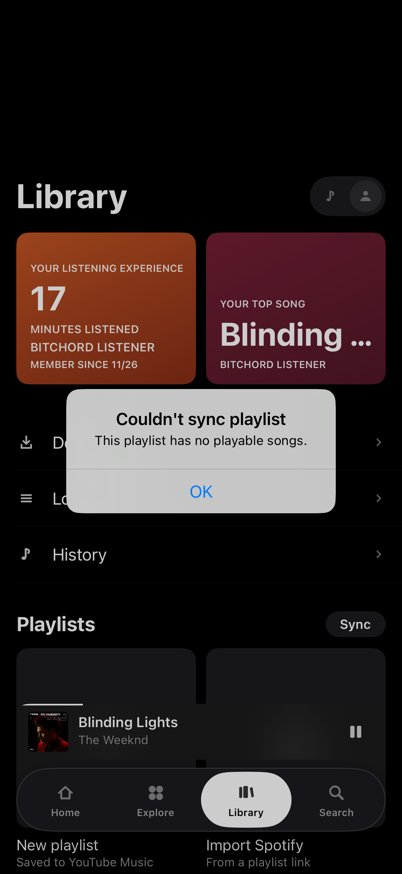 Library
YOUR LISTENING EXPERIENCE
17
MINUTES LISTENED
BITCHORD LISTENER
MEMBER SINCE 11/26
YOUR TOP SONG
Blinding ...
BITCHORD LISTENER
Couldn't sync playlist
This playlist has no playable songs.
OK
History
Playlists
Sync
Blinding Lights
The Weeknd
Home
Explore
Library
Search
New playlist
Saved to YouTube Music
Import Spotify
From a playlist link